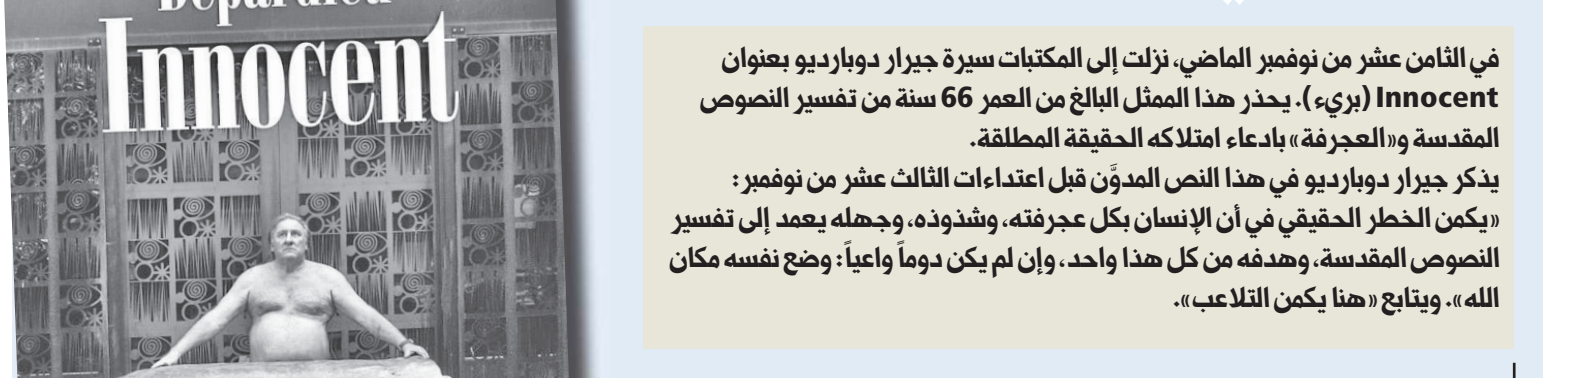 Depardieu
Innocent
في الثامن عشر من نوفمبر الماضي، نزلت إلى المكتبات سيرة جيرار دوبارديو بعنوان
Innocent (بريء). يحذر هذا الممثل البالغ من العمر 66 سنة من تفسير النصوص
المقدسة و«العجرفة» بادعاء امتلاكه الحقيقة المطلقة.
يذكر جيرار دوبارديو في هذا النص المدوَّن قبل اعتداءات الثالث عشر من نوفمبر:
«يكمن الخطر الحقيقي في أن الإنسان بكل عجرفته، وشذوذه، وجهله يعمد إلى تفسير
النصوص المقدسة، وهدفه من كل هذا واحد، وإن لم يكن دوماً واعياً: وضع نفسه مكان
الله». ويتابع «هنا يكمن التلاعب».